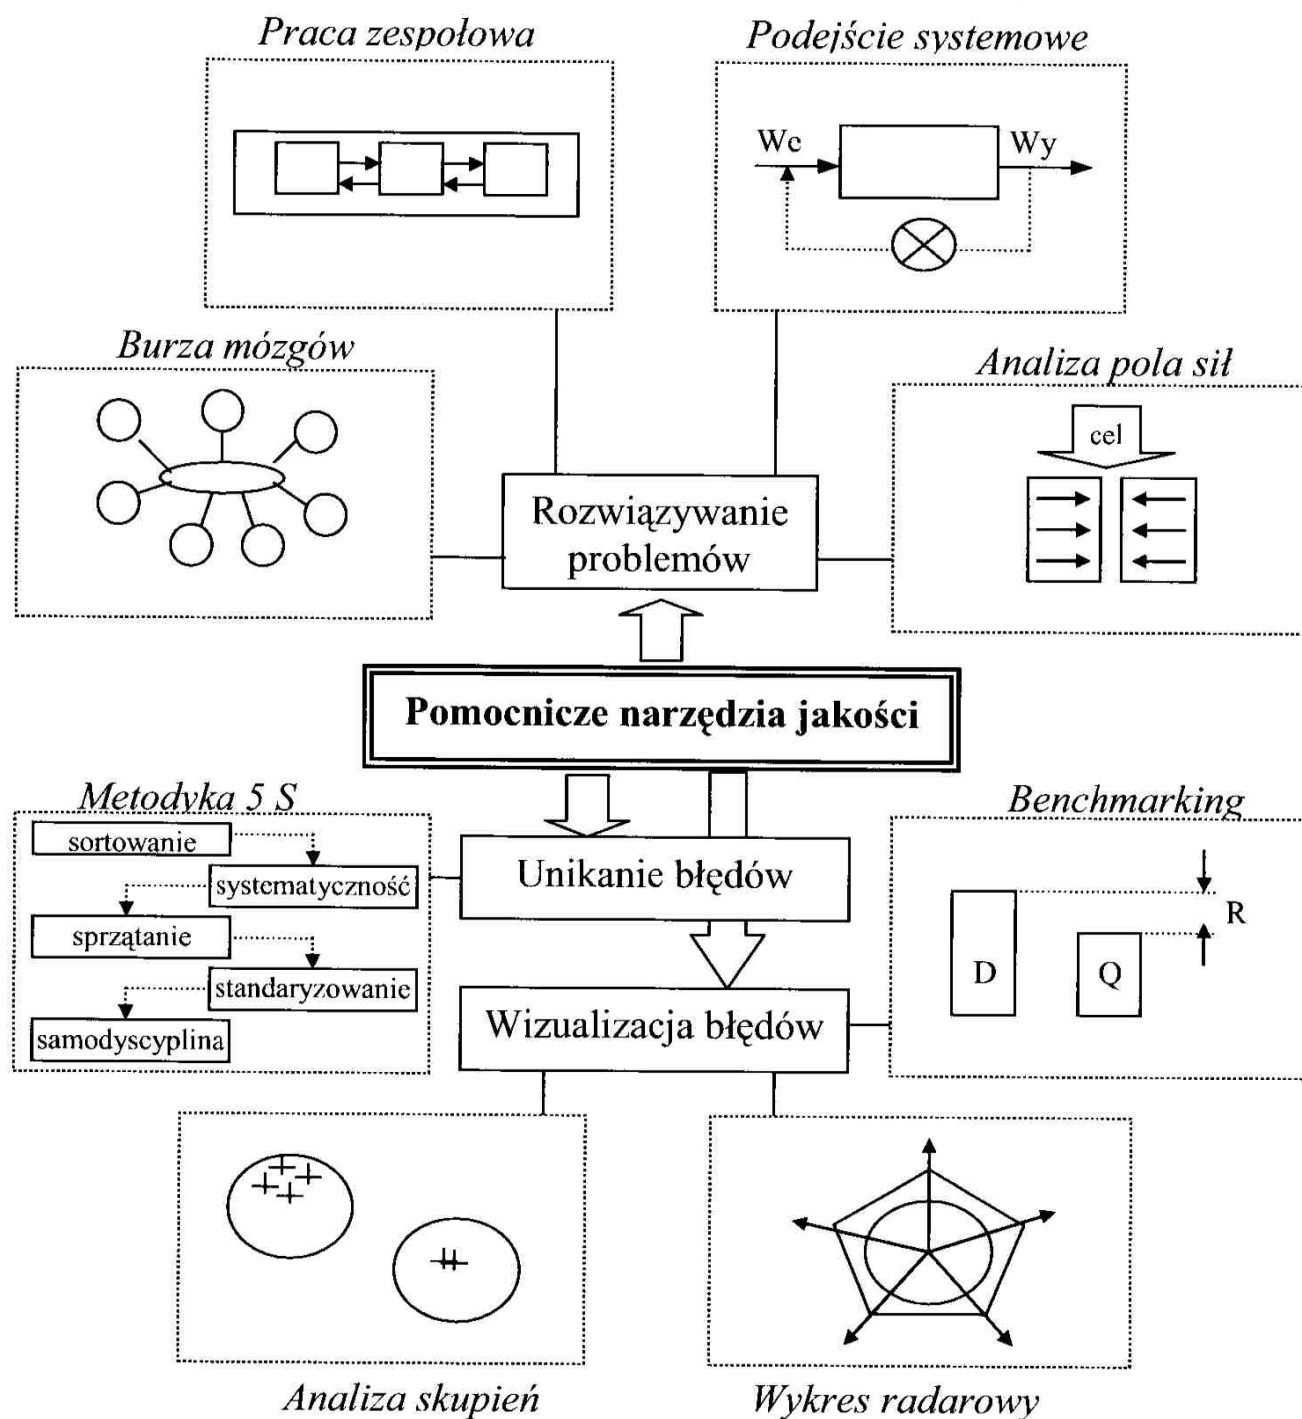 Praca zespołowa
Podejście systemowe
We
Wy
Burza mózgów
Analiza pola sił
cel
Rozwiązywanie
problemów
Pomocnicze narzędzia jakości
Metodyka 5 S
sortowanie
systematyczność
sprzątanie
standaryzowanie
samodyscyplina
Unikanie błędów
Wizualizacja błędów
Benchmarking
D
Q
R
Analiza skupień
Wykres radarowy